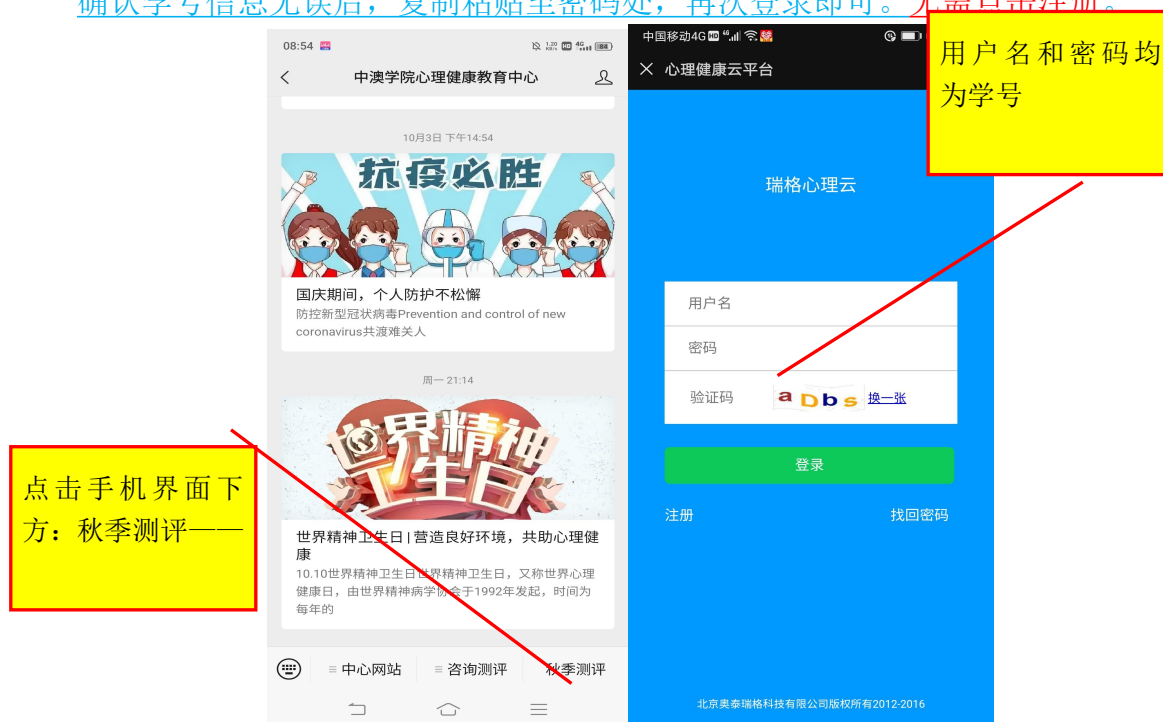 确认学号信息无误后，复制粘贴至密码处，再次登录即可。无需点击注册。
08:54
1.20 KB/s HD 4G 84
中澳学院心理健康教育中心
10月3日 下午14:54
抗疫必胜
国庆期间，个人防护不松懈
防控新型冠状病毒Prevention and control of new
coronavirus共渡难关人
周一 21:14
世界精神
卫生日
世界精神卫生日|营造良好环境，共助心理健
康
10.10世界精神卫生日世界精神卫生日，又称世界心理
健康日，由世界精神病学协会于1992年发起，时间为
每年的
中心网站
咨询测评
秋季测评
点击手机界面下
方：秋季测评——
中国移动4G HD 4G
心理健康云平台
用户名和密码均
为学号
瑞格心理云
用户名
密码
验证码
aDbs
换一张
登录
注册
找回密码
北京奥泰瑞格科技有限公司版权所有2012-2016